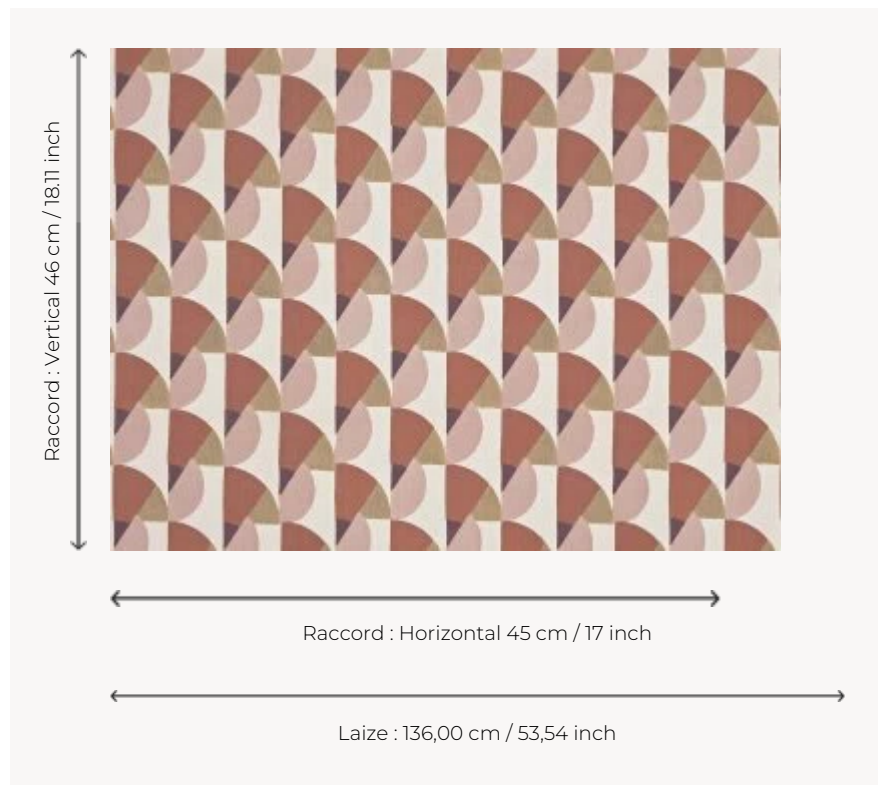 Raccord : Vertical 46 cm / 18.11 inch
Raccord : Horizontal 45 cm / 17 inch
Laize : 136,00 cm / 53,54 inch